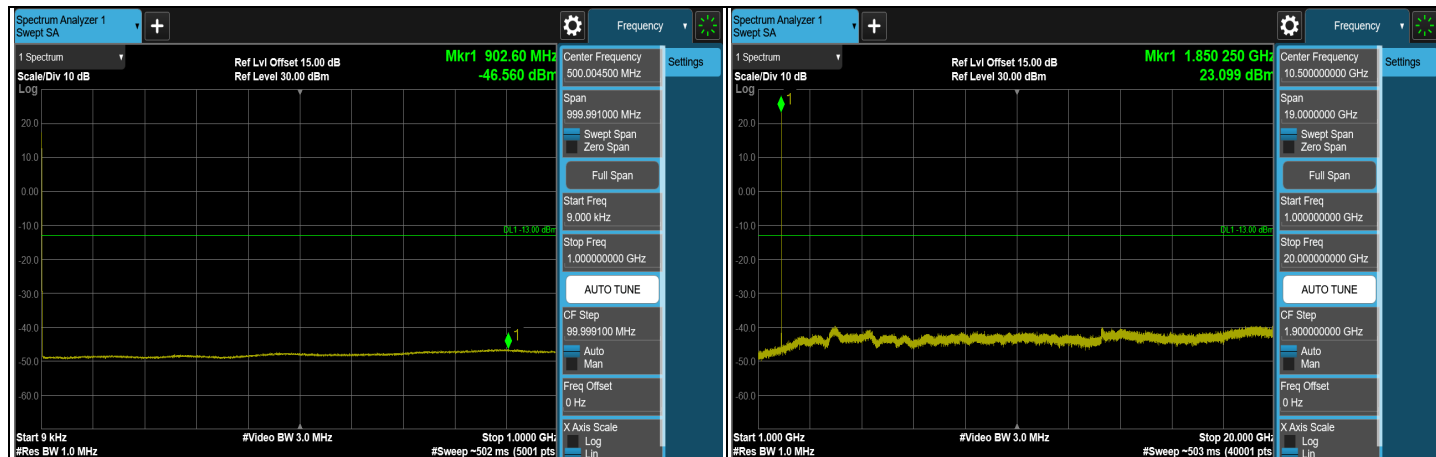 Spectrum Analyzer 1
Swept SA
Frequency
1 Spectrum
Scale/Div 10 dB
Log
Ref Lvl Offset 15.00 dB
Ref Level 30.00 dBm
Mkr1 902.60 MHz
-46.560 dBm
20.0
10.0
0.00
-10.0
-20.0
-30.0
-40.0
-50.0
-60.0
DL1 -13.00 dBm
1
Start 9 kHz
#Res BW 1.0 MHz
#Video BW 3.0 MHz
Stop 1.0000 GHz
#Sweep ~502 ms (5001 pts
Center Frequency
500.004500 MHz
Settings
Span
999.991000 MHz
Swept Span
Zero Span
Full Span
Start Freq
9.000 kHz
Stop Freq
1.000000000 GHz
AUTO TUNE
CF Step
99.999100 MHz
Auto
Man
Freq Offset
0 Hz
X Axis Scale
Log
Lin
Spectrum Analyzer 1
Swept SA
Frequency
1 Spectrum
Scale/Div 10 dB
Log
Ref Lvl Offset 15.00 dB
Ref Level 30.00 dBm
Mkr1 1.850 250 GHz
23.099 dBm
1
20.0
10.0
0.00
-10.0
-20.0
-30.0
-40.0
-50.0
-60.0
DL1 -13.00 dBm
Start 1.000 GHz
#Res BW 1.0 MHz
#Video BW 3.0 MHz
Stop 20.000 GHz
#Sweep ~503 ms (40001 pts
Center Frequency
10.500000000 GHz
Settings
Span
19.0000000 GHz
Swept Span
Zero Span
Full Span
Start Freq
1.000000000 GHz
Stop Freq
20.000000000 GHz
AUTO TUNE
CF Step
1.900000000 GHz
Auto
Man
Freq Offset
0 Hz
X Axis Scale
Log
Lin